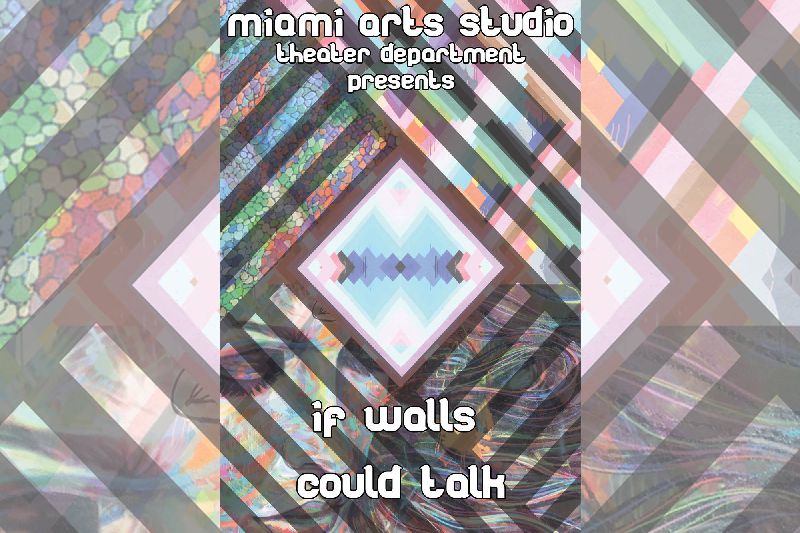 miami arts studio
theater department
presents
if walls
could talk